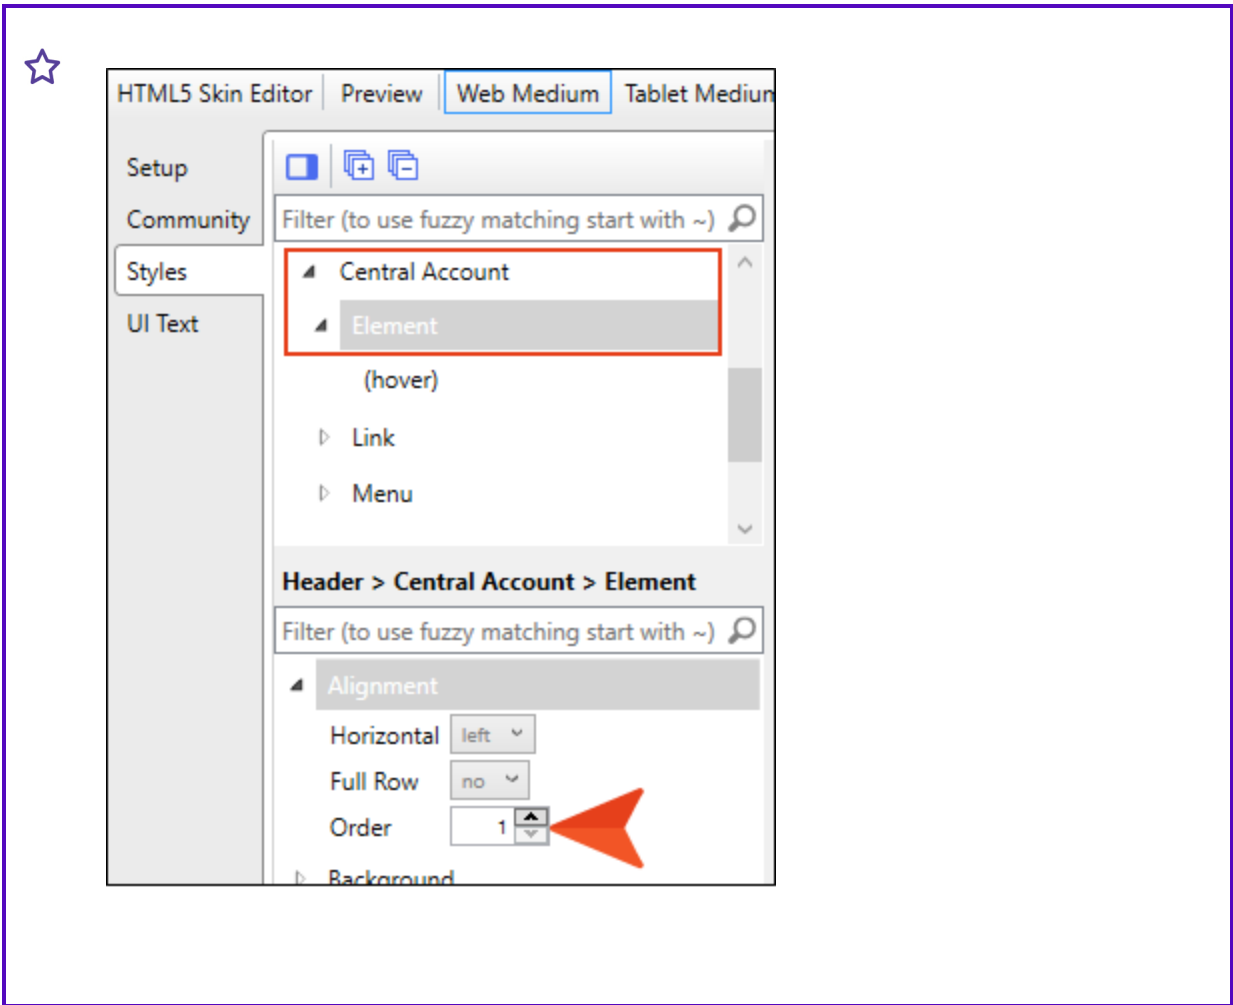 HTML5 Skin Editor Preview Web Medium Tablet Medium
Setup
Community
Styles
UI Text
Filter (to use fuzzy matching start with ~)
Central Account
Element
(hover)
Link
Menu
Header > Central Account > Element
Filter (to use fuzzy matching start with ~)
Alignment
Horizontal left
Full Row no
Order 1
Background